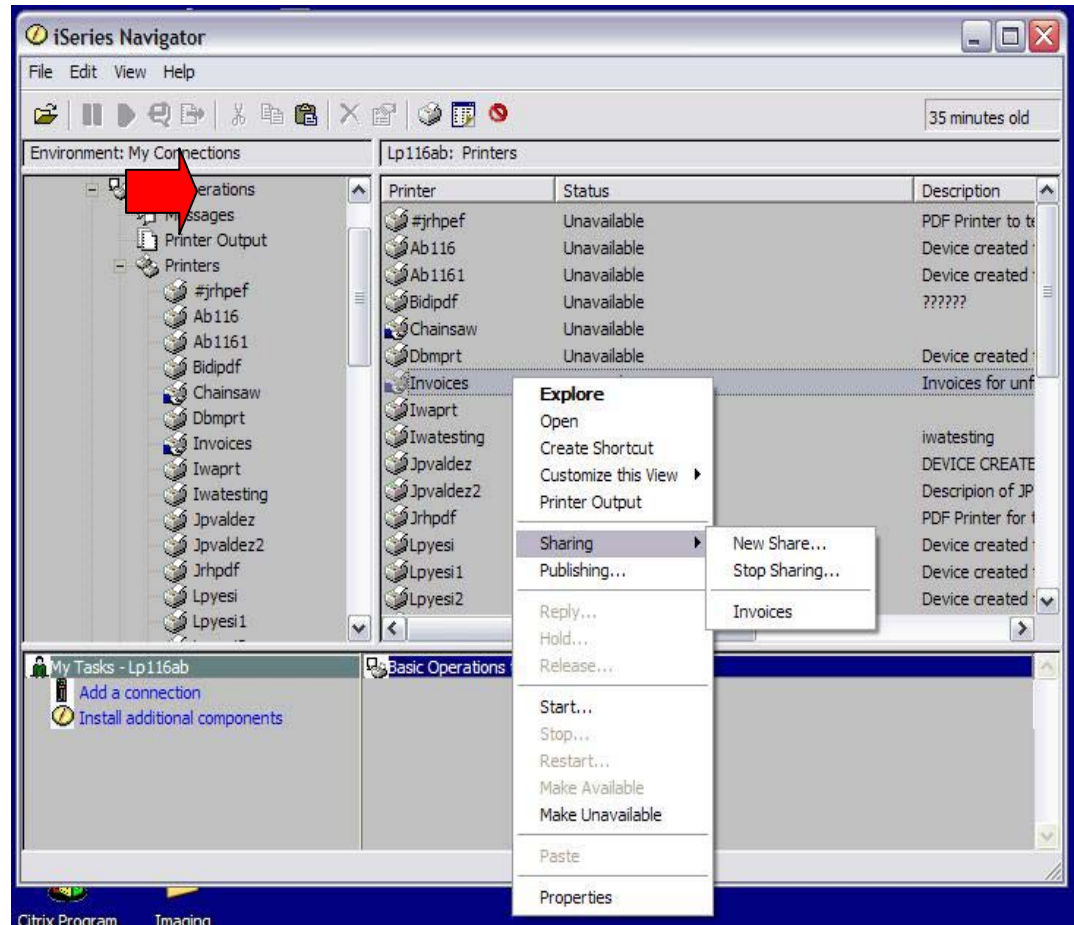 iSeries Navigator
File Edit View Help
35 minutes old
Environment: My Connections
Lp116ab: Printers
erations
Messages
Printer Output
Printers
#jrhpef
Ab116
Ab1161
Bidipdf
Chainsaw
Dbmprt
Invoices
Iwaprt
Iwatesting
Jpvaldez
Jpvaldez2
Jrhpdf
Lpyesi
Lpyesi1
Printer Status Description
#jrhpef Unavailable PDF Printer to te
Ab116 Unavailable Device created
Ab1161 Unavailable Device created
Bidipdf Unavailable ??????
Chainsaw Unavailable
Dbmprt Unavailable Device created
Invoices Invoices for unf
Iwaprt
Iwatesting iwatesting
Jpvaldez DEVICE CREATE
Jpvaldez2 Descripion of JP
Jrhpdf PDF Printer for
Lpyesi Device created
Lpyesi1 Device created
Lpyesi2 Device created
Explore
Open
Create Shortcut
Customize this View
Printer Output
Sharing
Publishing...
Reply...
Hold...
Release...
Start...
Stop...
Restart...
Make Available
Make Unavailable
Paste
Properties
New Share...
Stop Sharing...
Invoices
My Tasks - Lp116ab
Add a connection
Install additional components
Basic Operations
Citrix Program Imaging